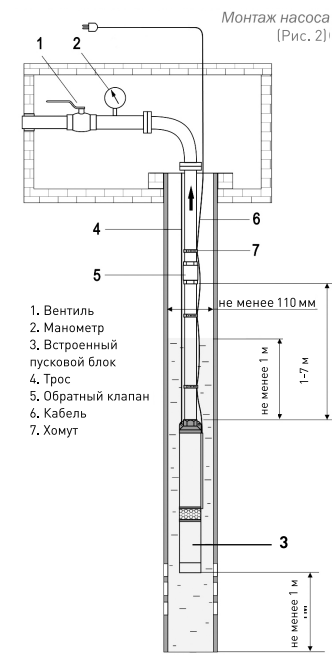 Монтаж насоса
(Рис. 2)
1
2
6
4
7
5
не менее 110 мм
1. Вентиль
2. Манометр
3. Встроенный
пусковой блок
4. Трос
5. Обратный клапан
6. Кабель
7. Хомут
не менее 1 м
1-7 м
3
не менее 1 м